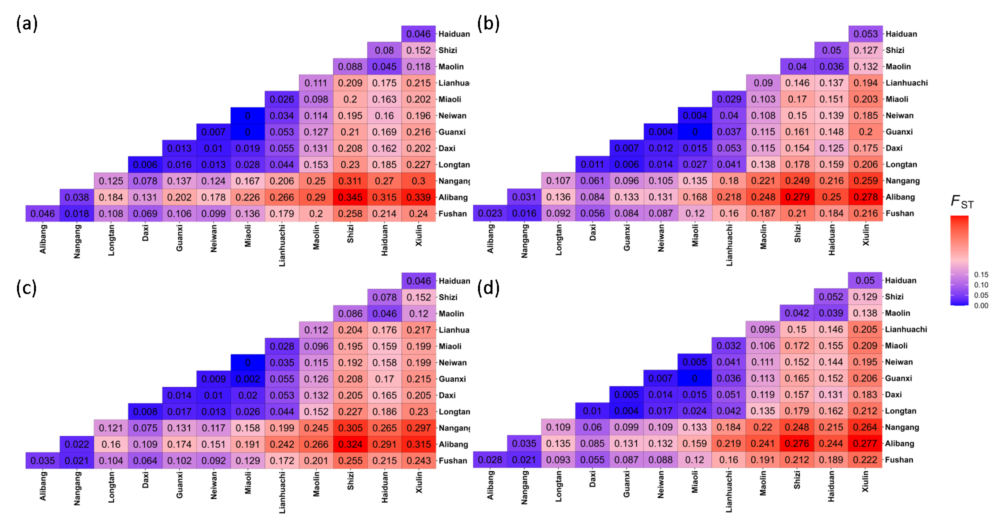 (a)
0.046 Haiduan
0.08 0.152 Shizi
0.088 0.045 0.118 Maolin
0.111 0.209 0.175 0.215 Lianhuac
0.026 0.098 0.2 0.163 0.202 Miaoli
0 0.034 0.114 0.195 0.16 0.196 Neiwan
0.007 0 0.053 0.127 0.21 0.169 0.216 Guanxi
0.013 0.01 0.019 0.055 0.131 0.208 0.162 0.202 Daxi
0.006 0.016 0.013 0.028 0.044 0.153 0.23 0.185 0.227 Longtan
0.125 0.078 0.137 0.124 0.167 0.206 0.25 0.311 0.27 0.3 Nangang
0.038 0.184 0.131 0.202 0.178 0.226 0.266 0.29 0.345 0.315 0.339 Alibang
0.046 0.018 0.108 0.069 0.106 0.099 0.136 0.179 0.2 0.258 0.214 0.24 Fushan
Alibang Nangang Longtan Daxi Guanxi Neiwan Miaoli Lianhuachi Maolin Shizi Haiduan Xiulin
(b)
0.053 Haiduan
0.05 0.127 Shizi
0.04 0.036 0.132 Maolin
0.09 0.146 0.137 0.194 Lianhuachi
0.029 0.103 0.17 0.151 0.203 Miaoli
0.004 0.04 0.108 0.15 0.139 0.185 Neiwan
0.004 0 0.037 0.115 0.161 0.148 0.2 Guanxi
0.007 0.012 0.015 0.053 0.115 0.154 0.125 0.175 Daxi
0.011 0.006 0.014 0.027 0.041 0.138 0.178 0.159 0.206 Longtan
0.107 0.061 0.096 0.105 0.135 0.18 0.221 0.249 0.216 0.259 Nangang
0.031 0.136 0.084 0.133 0.131 0.168 0.218 0.248 0.279 0.25 0.278 Alibang
0.023 0.016 0.092 0.056 0.084 0.087 0.12 0.16 0.187 0.21 0.184 0.216 Fushan
Alibang Nangang Longtan Daxi Guanxi Neiwan Miaoli Lianhuachi Maolin Shizi Haiduan Xiulin
(c)
0.046 Haiduan
0.078 0.152 Shizi
0.086 0.046 0.12 Maolin
0.112 0.204 0.176 0.217 Lianhua
0.028 0.096 0.195 0.159 0.199 Miaoli
0 0.035 0.115 0.192 0.158 0.199 Neiwan
0.009 0.002 0.055 0.126 0.208 0.17 0.215 Guanxi
0.014 0.01 0.02 0.053 0.132 0.205 0.165 0.205 Daxi
0.008 0.017 0.013 0.026 0.044 0.152 0.227 0.186 0.23 Longtan
0.121 0.075 0.131 0.117 0.158 0.199 0.245 0.305 0.265 0.297 Nangang
0.022 0.16 0.109 0.174 0.151 0.191 0.242 0.266 0.324 0.291 0.315 Alibang
0.035 0.021 0.104 0.064 0.102 0.092 0.129 0.172 0.201 0.255 0.215 0.243 Fushan
Alibang Nangang Longtan Daxi Guanxi Neiwan Miaoli Lianhuachi Maolin Shizi Haiduan Xiulin
(d)
0.05 Haiduan
0.052 0.129 Shizi
0.042 0.039 0.138 Maolin
0.095 0.15 0.146 0.205 Lianhuachi
0.032 0.106 0.172 0.155 0.209 Miaoli
0.005 0.041 0.111 0.152 0.144 0.195 Neiwan
0.007 0 0.036 0.113 0.165 0.152 0.206 Guanxi
0.005 0.014 0.015 0.051 0.119 0.157 0.131 0.183 Daxi
0.01 0.004 0.017 0.024 0.042 0.135 0.179 0.162 0.212 Longtan
0.109 0.06 0.099 0.109 0.133 0.184 0.22 0.248 0.215 0.264 Nangang
0.035 0.135 0.085 0.131 0.132 0.159 0.219 0.241 0.276 0.244 0.277 Alibang
0.028 0.021 0.093 0.055 0.087 0.088 0.12 0.16 0.191 0.212 0.189 0.222 Fushan
Alibang Nangang Longtan Daxi Guanxi Neiwan Miaoli Lianhuachi Maolin Shizi Haiduan Xiulin
FST
0.15
0.10
0.05
0.00